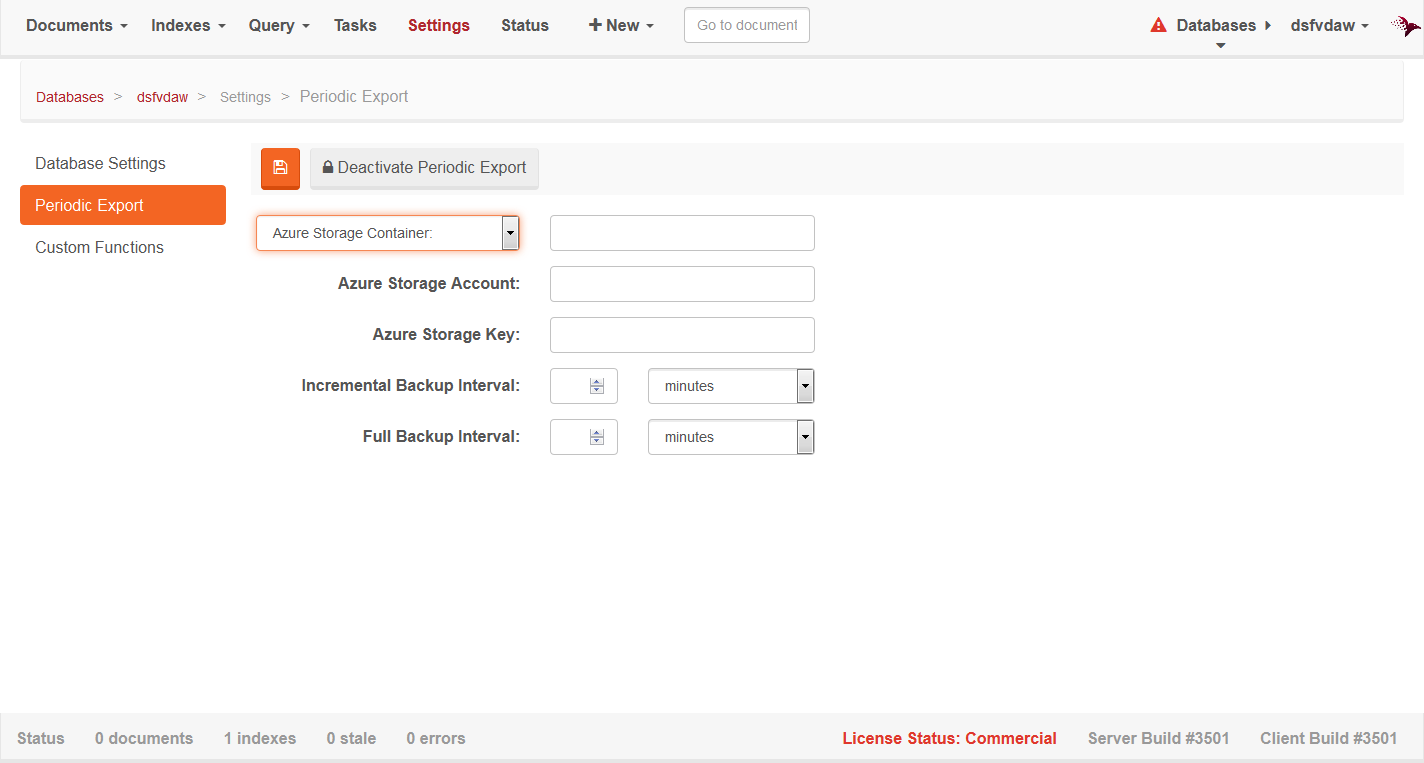 Documents Indexes Query Tasks Settings Status + New Go to document Databases dsfvdaw
Databases > dsfvdaw > Settings > Periodic Export
Database Settings
Periodic Export
Custom Functions
Deactivate Periodic Export
Azure Storage Container:
Azure Storage Account:
Azure Storage Key:
Incremental Backup Interval: minutes
Full Backup Interval: minutes
Status 0 documents 1 indexes 0 stale 0 errors License Status: Commercial Server Build #3501 Client Build #3501